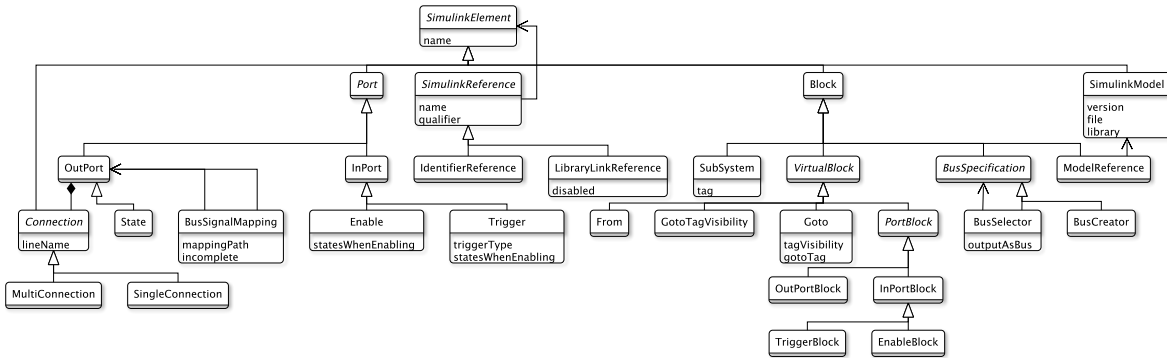 SimulinkElement
name
Port
SimulinkReference
name
qualifier
Block
SimulinkModel
version
file
library
OutPort
InPort
IdentifierReference
LibraryLinkReference
disabled
SubSystem
tag
VirtualBlock
BusSpecification
ModelReference
Connection
lineName
State
BusSignalMapping
mappingPath
incomplete
Enable
statesWhenEnabling
Trigger
triggerType
statesWhenEnabling
From
GotoTagVisibility
Goto
tagVisibility
gotoTag
PortBlock
BusSelector
outputAsBus
BusCreator
MultiConnection
SingleConnection
OutPortBlock
InPortBlock
TriggerBlock
EnableBlock